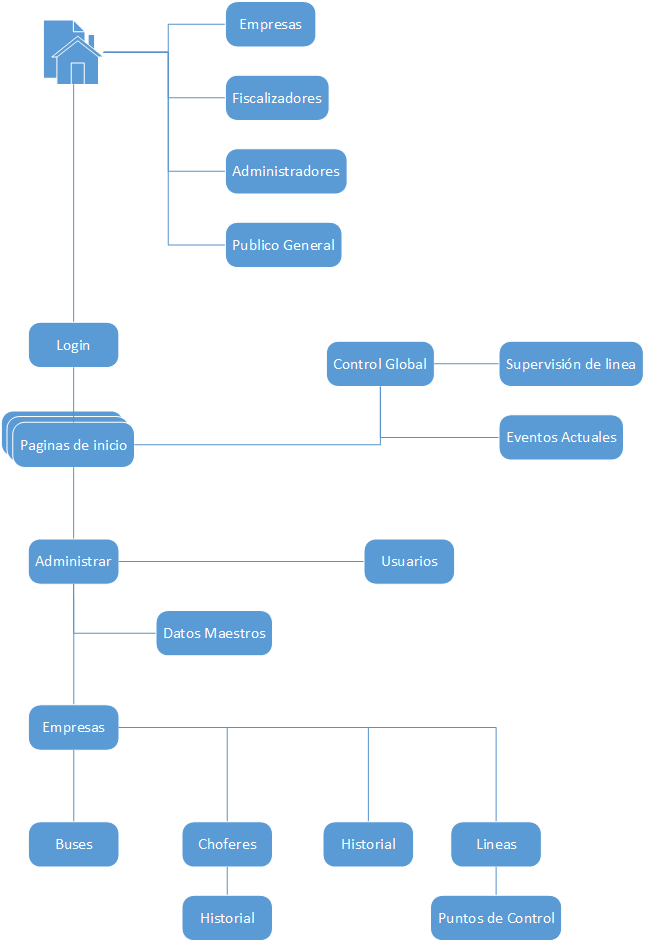 Empresas
Fiscalizadores
Administradores
Publico General
Login
Control Global
Supervisión de linea
Paginas de inicio
Eventos Actuales
Administrar
Usuarios
Datos Maestros
Empresas
Buses
Choferes
Historial
Lineas
Historial
Puntos de Control